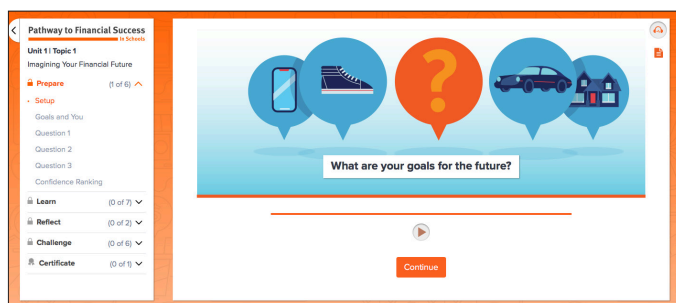 Pathway to Financial Success
in Schools
Unit 1 | Topic 1
Imagining Your Financial Future
Prepare (1 of 6)
Setup
Goals and You
Question 1
Question 2
Question 3
Confidence Ranking
Learn (0 of 7)
Reflect (0 of 2)
Challenge (0 of 6)
Certificate (0 of 1)
?
What are your goals for the future?
Continue